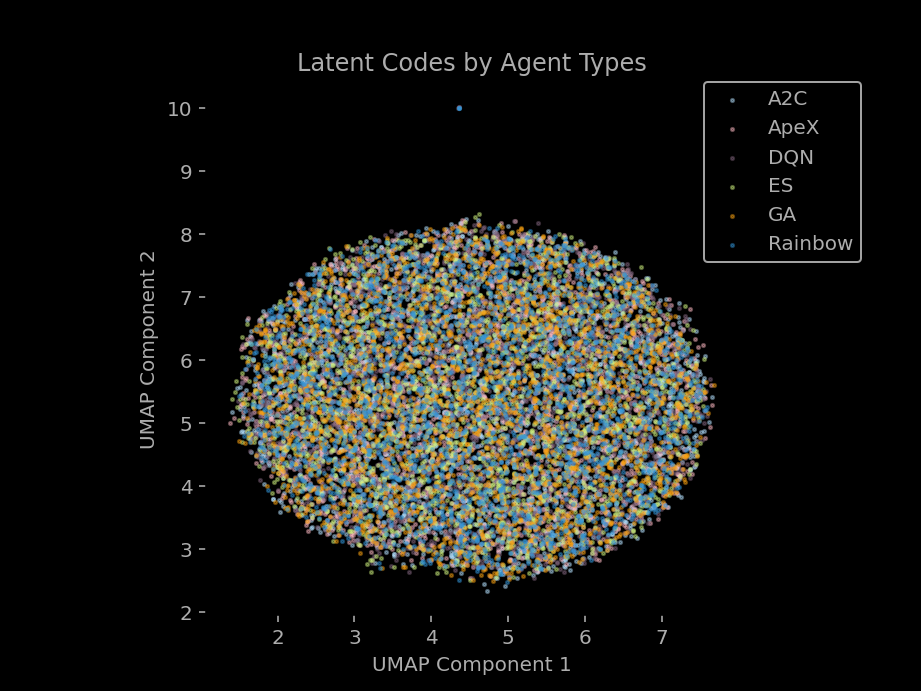 Latent Codes by Agent Types
A2C
ApeX
DQN
ES
GA
Rainbow
10
9
8
7
6
5
4
3
2
UMAP Component 2
2 3 4 5 6 7
UMAP Component 1